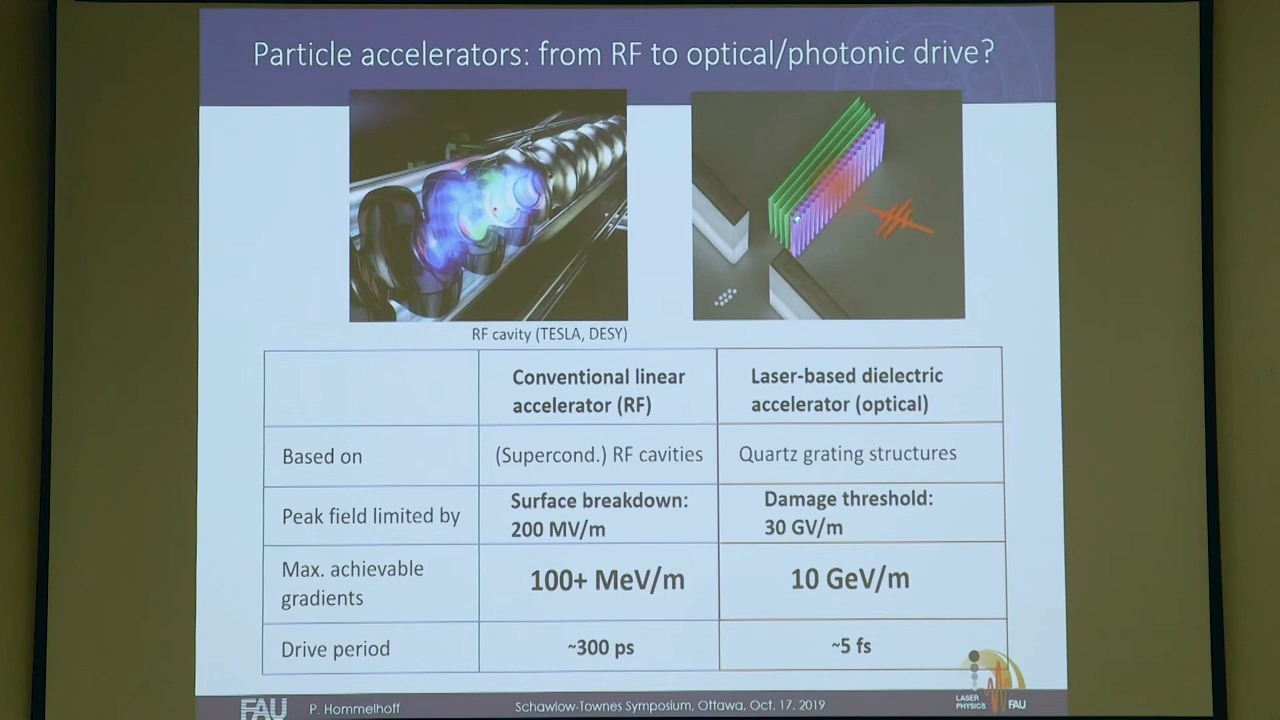 Particle accelerators: from RF to optical/photonic drive?
RF cavity (TESLA, DESY)
Conventional linear
accelerator (RF)
Laser-based dielectric
accelerator (optical)
Based on
(Supercond.) RF cavities
Quartz grating structures
Peak field limited by
Surface breakdown:
200 MV/m
Damage threshold:
30 GV/m
Max. achievable
gradients
100+ MeV/m
10 GeV/m
Drive period
~300 ps
~5 fs
FAU
P. Hommelhoff
Schawlow-Townes Symposium, Ottawa, Oct. 17. 2019
LASER
PHYSICS
FAU